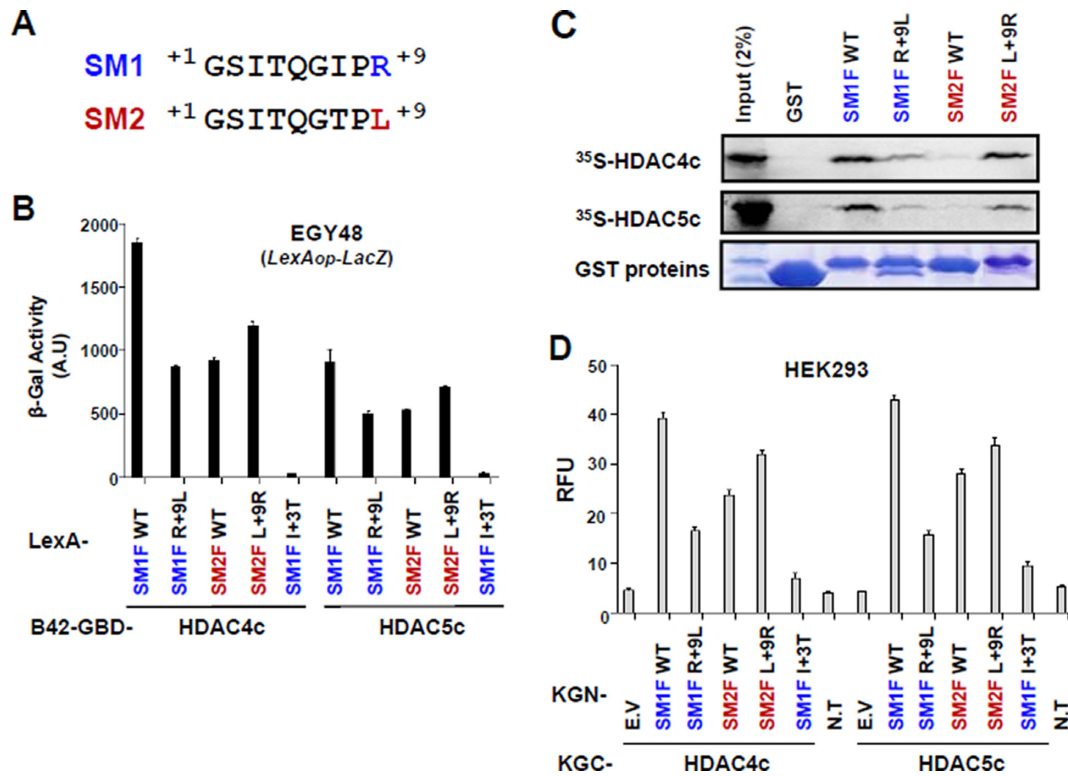 A
SM1 +1 GSITQGIPR +9
SM2 +1 GSITQGTPL +9
B
2000
1500
1000
500
0
β-Gal Activity
(A.U)
EGY48
(LexAop-LacZ)
LexA-
SM1F WT
SM1F R+9L
SM2F WT
SM2F L+9R
SM1F I+3T
SM1F WT
SM1F R+9L
SM2F WT
SM2F L+9R
SM1F I+3T
B42-GBD-
HDAC4c
HDAC5c
C
Input (2%)
GST
SM1F WT
SM1F R+9L
SM2F WT
SM2F L+9R
35S-HDAC4c
35S-HDAC5c
GST proteins
D
HEK293
50
40
30
20
10
0
RFU
KGN-
E.V
SM1F WT
SM1F R+9L
SM2F WT
SM2F L+9R
SM1F I+3T
N.T
E.V
SM1F WT
SM1F R+9L
SM2F WT
SM2F L+9R
SM1F I+3T
N.T
KGC-
HDAC4c
HDAC5c